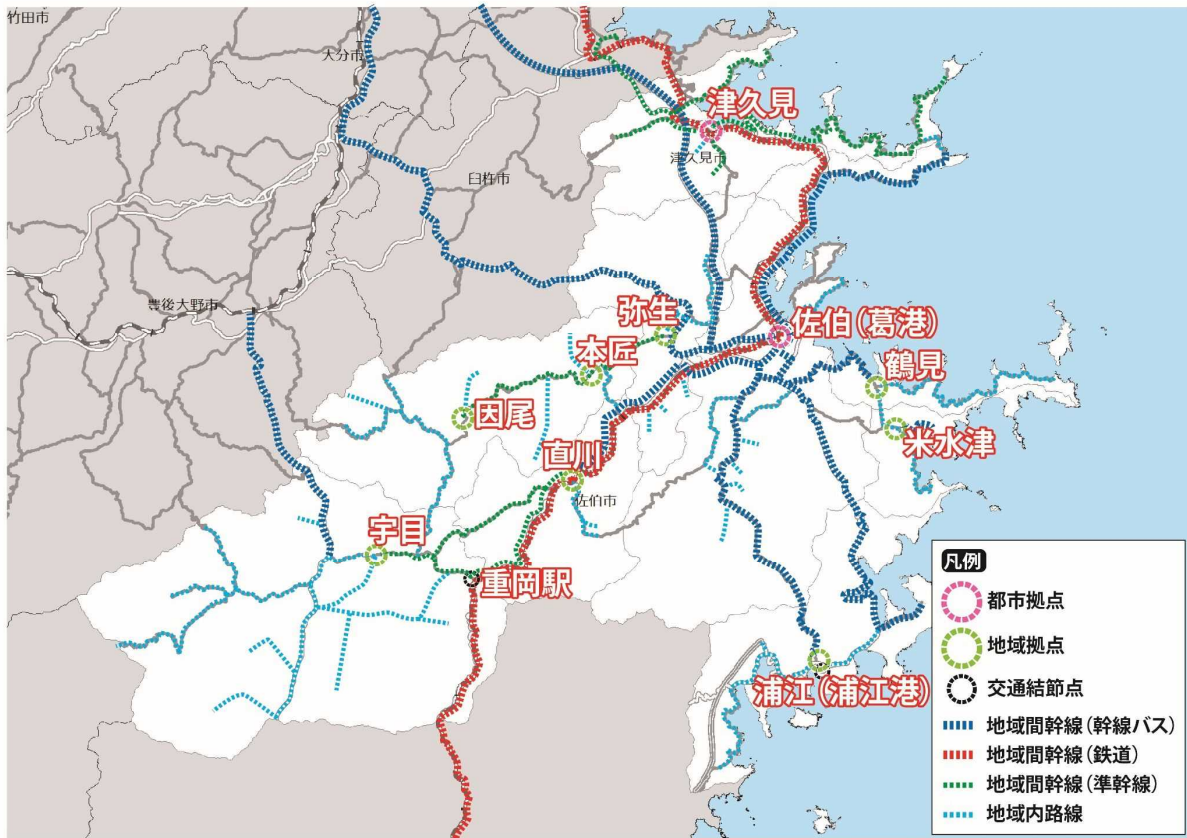 竹田市
大分市
津久見
津久見市
臼杵市
豊後大野市
弥生
佐伯(葛港)
本匠
鶴見
因尾
米水津
直川
佐伯市
宇目
重岡駅
浦江(浦江港)
凡例
都市拠点
地域拠点
交通結節点
地域間幹線(幹線バス)
地域間幹線(鉄道)
地域間幹線(準幹線)
地域内路線